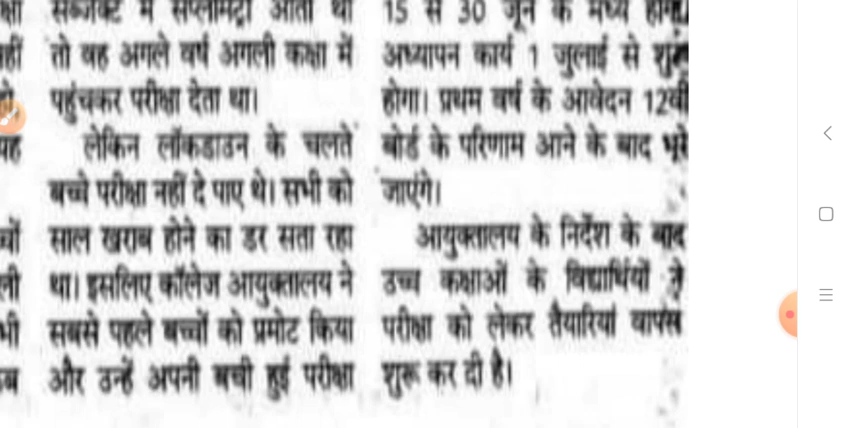 क्षा
हीं
यह
चों
ली
भी
सब्जेक्ट में सप्लीमेंट्री आता था
तो वह अगले वर्ष अगली कक्षा में
पहुंचकर परीक्षा देता था।
लेकिन लॉकडाउन के चलते
बच्चे परीक्षा नहीं दे पाए थे। सभी को
साल खराब होने का डर सता रहा
था। इसलिए कॉलेज आयुक्तालय ने
सबसे पहले बच्चों को प्रमोट किया
और उन्हें अपनी बची हुई परीक्षा
15 से 30 जून के मध्य होगा।
अध्यापन कार्य 1 जुलाई से शुरू
होगा। प्रथम वर्ष के आवेदन 12वीं
बोर्ड के परिणाम आने के बाद भूरे
जाएंगे।
आयुक्तालय के निर्देश के बाद
उच्च कक्षाओं के विद्यार्थियों ने
परीक्षा को लेकर तैयारियां वापस
शुरू कर दी है।